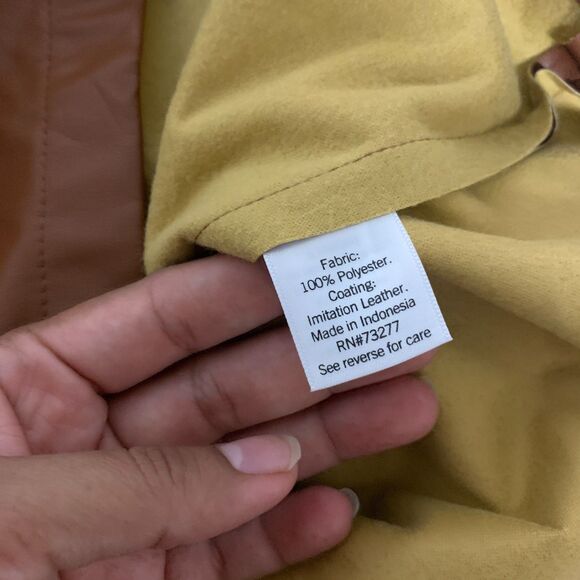 Fabric:
100% Polyester.
Coating:
Imitation Leather.
Made in Indonesia
RN#73277
See reverse for care